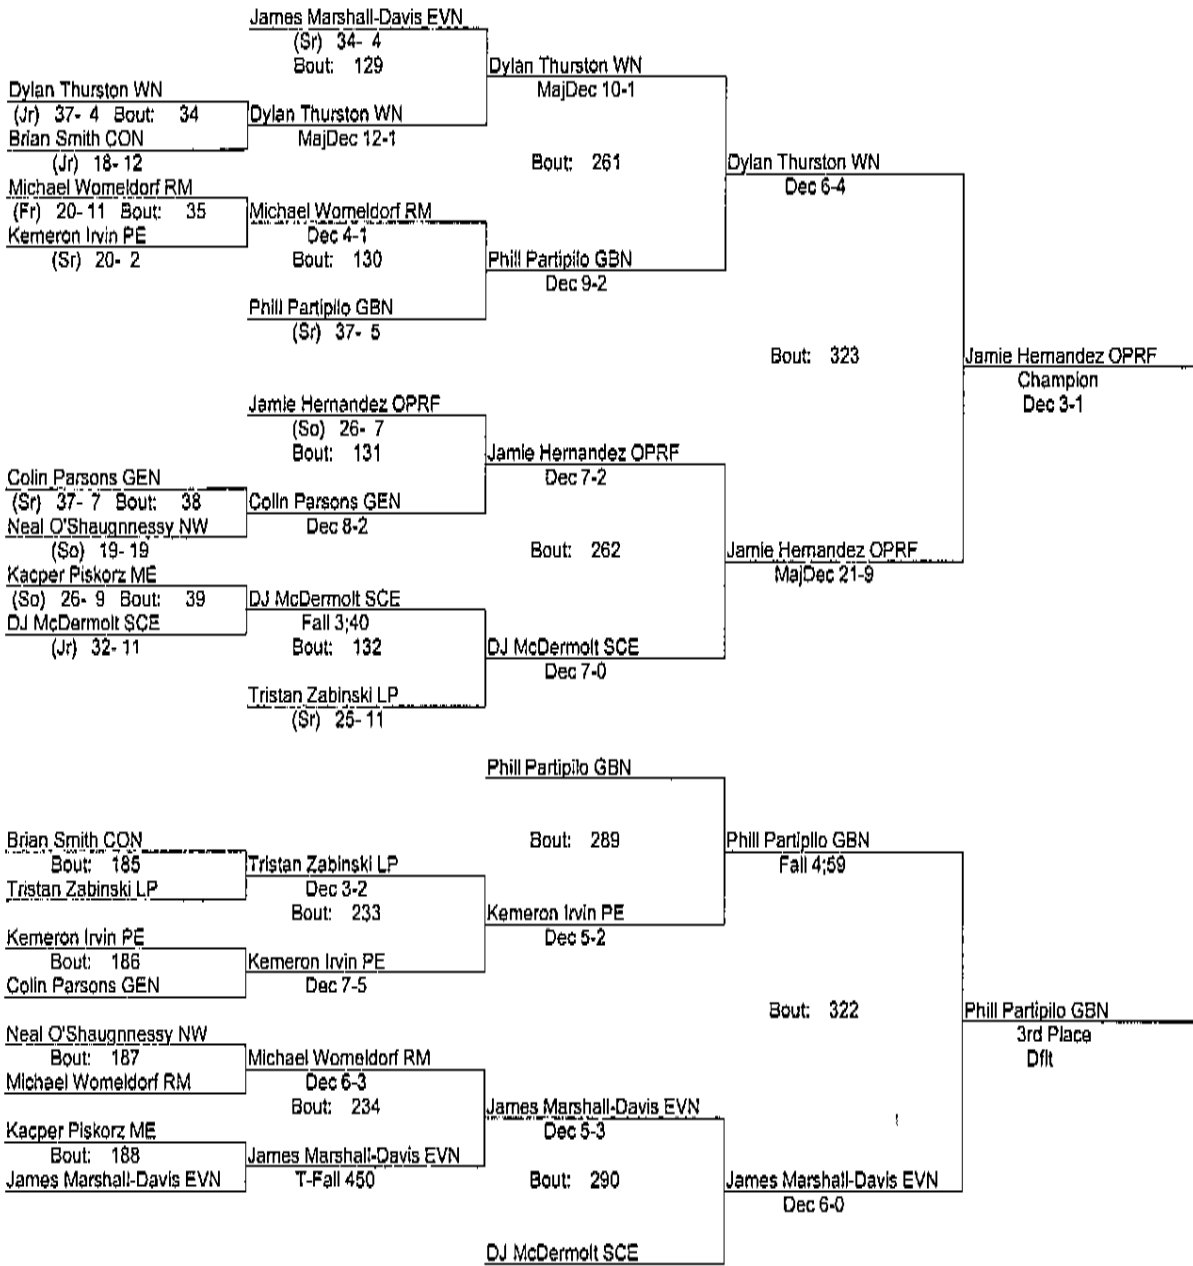 James Marshall-Davis EVN
(Sr) 34- 4
Bout: 129
Dylan Thurston WN
MajDec 10-1
Dylan Thurston WN
(Jr) 37- 4 Bout: 34
Dylan Thurston WN
MajDec 12-1
Brian Smith CON
(Jr) 18- 12
Bout: 261
Dylan Thurston WN
Dec 6-4
Michael Womeldorf RM
(Fr) 20- 11 Bout: 35
Michael Womeldorf RM
Dec 4-1
Kemeron Irvin PE
(Sr) 20- 2
Bout: 130
Phill Partipilo GBN
Dec 9-2
Phill Partipilo GBN
(Sr) 37- 5
Bout: 323
Jamie Hernandez OPRF
Champion
Dec 3-1
Jamie Hernandez OPRF
(So) 26- 7
Bout: 131
Jamie Hernandez OPRF
Dec 7-2
Colin Parsons GEN
(Sr) 37- 7 Bout: 38
Colin Parsons GEN
Dec 8-2
Neal O'Shaugnnessy NW
(So) 19- 19
Bout: 262
Jamie Hernandez OPRF
MajDec 21-9
Kacper Piskorz ME
(So) 26- 9 Bout: 39
DJ McDermolt SCE
Fall 3;40
DJ McDermolt SCE
(Jr) 32- 11
Bout: 132
DJ McDermolt SCE
Dec 7-0
Tristan Zabinski LP
(Sr) 25- 11
Phill Partipilo GBN
Bout: 289
Phill Partipilo GBN
Fall 4;59
Brian Smith CON
Bout: 185
Tristan Zabinski LP
Tristan Zabinski LP
Dec 3-2
Bout: 233
Kemeron Irvin PE
Dec 5-2
Kemeron Irvin PE
Bout: 186
Colin Parsons GEN
Kemeron Irvin PE
Dec 7-5
Bout: 322
Phill Partipilo GBN
3rd Place
Dflt
Neal O'Shaugnnessy NW
Bout: 187
Michael Womeldorf RM
Michael Womeldorf RM
Dec 6-3
Bout: 234
James Marshall-Davis EVN
Dec 5-3
Kacper Piskorz ME
Bout: 188
James Marshall-Davis EVN
James Marshall-Davis EVN
T-Fall 450
Bout: 290
James Marshall-Davis EVN
Dec 6-0
DJ McDermolt SCE